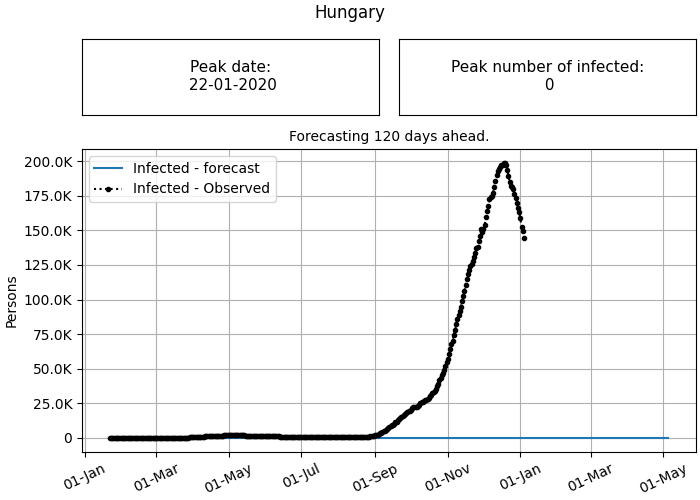 Hungary
Peak date:
22-01-2020
Peak number of infected:
0
Forecasting 120 days ahead.
Infected - forecast
Infected - Observed
200.0K
175.0K
150.0K
125.0K
100.0K
75.0K
50.0K
25.0K
0
Persons
01-Jan 01-Mar 01-May 01-Jul 01-Sep 01-Nov 01-Jan 01-Mar 01-May